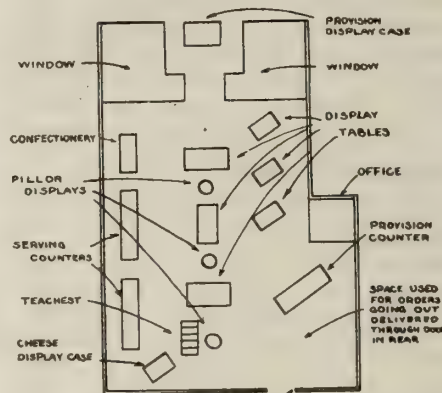 PROVISION
DISPLAY CASE
WINDOW
WINDOW
CONFECTIONERY
DISPLAY
TABLES
PILLOR
DISPLAYS
OFFICE
PROVISION
COUNTER
SERVING
COUNTERS
TEACHEST
SPACE USED
FOR ORDERS
GOING OUT
DELIVERED
THROUGH DOOR
IN REAR
CHEESE
DISPLAY CASE